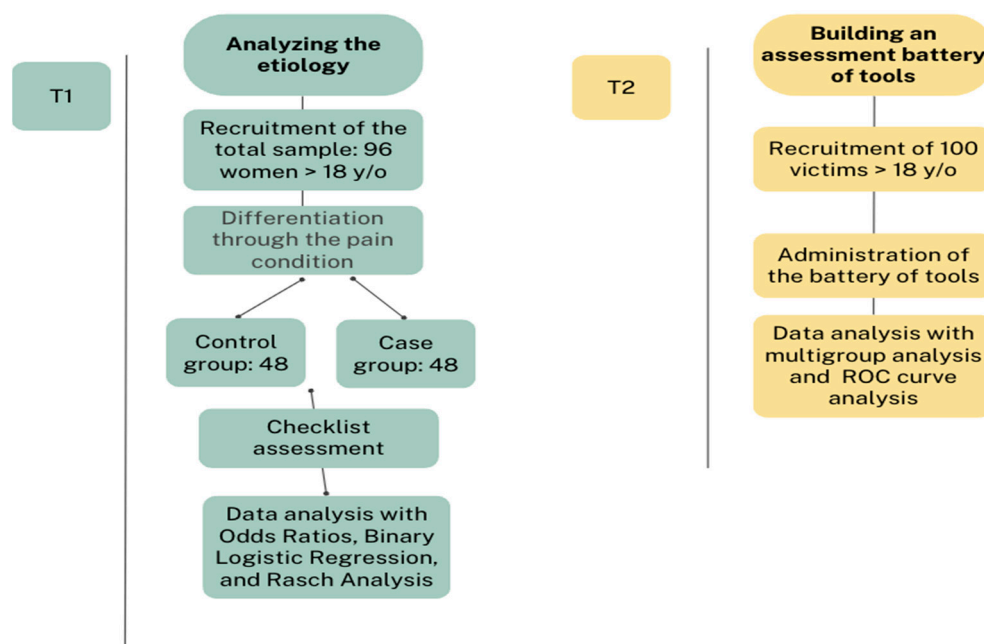 T1
Analyzing the
etiology
Recruitment of the
total sample: 96
women > 18 y/o
Differentiation
through the pain
condition
Control
group: 48
Case
group: 48
Checklist
assessment
Data analysis with
Odds Ratios, Binary
Logistic Regression,
and Rasch Analysis
T2
Building an
assessment battery
of tools
Recruitment of 100
victims > 18 y/o
Administration of
the battery of tools
Data analysis with
multigroup analysis
and ROC curve
analysis